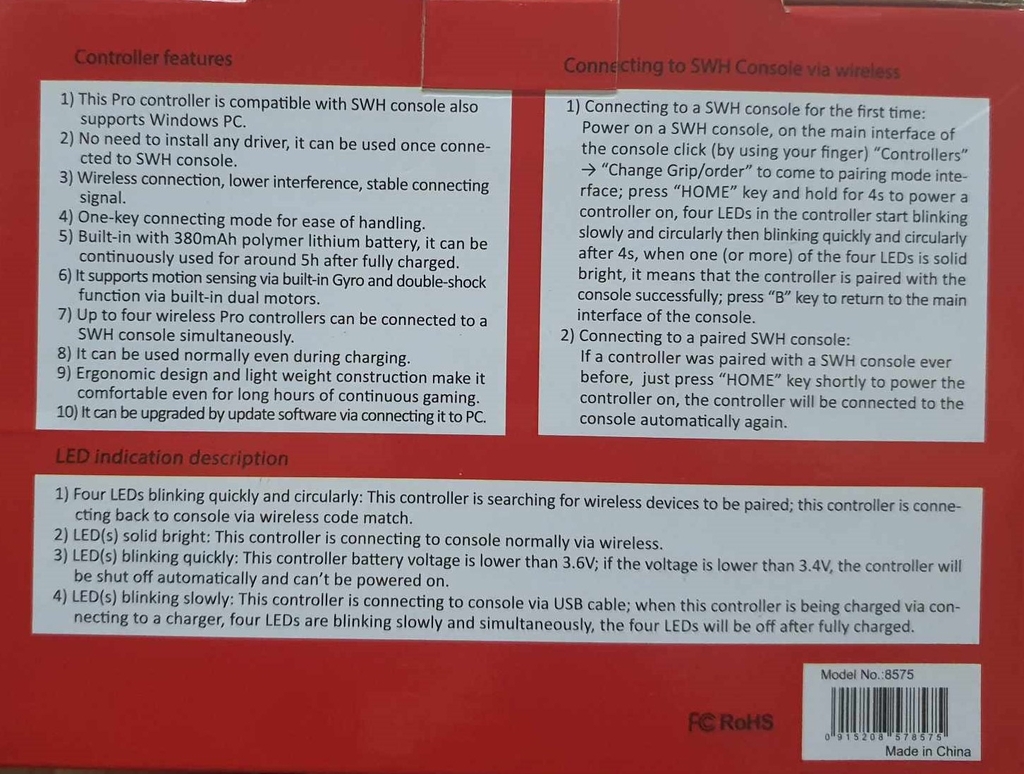 Controller features
1) This Pro controller is compatible with SWH console also
supports Windows PC.
2) No need to install any driver, it can be used once conne-
cted to SWH console.
3) Wireless connection, lower interference, stable connecting
signal.
4) One-key connecting mode for ease of handling.
5) Built-in with 380mAh polymer lithium battery, it can be
continuously used for around 5h after fully charged.
6) It supports motion sensing via built-in Gyro and double-shock
function via built-in dual motors.
7) Up to four wireless Pro controllers can be connected to a
SWH console simultaneously.
8) It can be used normally even during charging.
9) Ergonomic design and light weight construction make it
comfortable even for long hours of continuous gaming.
10) It can be upgraded by update software via connecting it to PC.
Connecting to SWH Console via wireless
1) Connecting to a SWH console for the first time:
Power on a SWH console, on the main interface of
the console click (by using your finger) “Controllers”
→ “Change Grip/order” to come to pairing mode inte-
rface; press “HOME” key and hold for 4s to power a
controller on, four LEDs in the controller start blinking
slowly and circularly then blinking quickly and circularly
after 4s, when one (or more) of the four LEDs is solid
bright, it means that the controller is paired with the
console successfully; press “B” key to return to the main
interface of the console.
2) Connecting to a paired SWH console:
If a controller was paired with a SWH console ever
before, just press “HOME” key shortly to power the
controller on, the controller will be connected to the
console automatically again.
LED indication description
1) Four LEDs blinking quickly and circularly: This controller is searching for wireless devices to be paired; this controller is conne-
cting back to console via wireless code match.
2) LED(s) solid bright: This controller is connecting to console normally via wireless.
3) LED(s) blinking quickly: This controller battery voltage is lower than 3.6V; if the voltage is lower than 3.4V, the controller will
be shut off automatically and can't be powered on.
4) LED(s) blinking slowly: This controller is connecting to console via USB cable; when this controller is being charged via con-
necting to a charger, four LEDs are blinking slowly and simultaneously, the four LEDs will be off after fully charged.
Model No.:8575
0 915208 578575
FC RoHS
Made in China